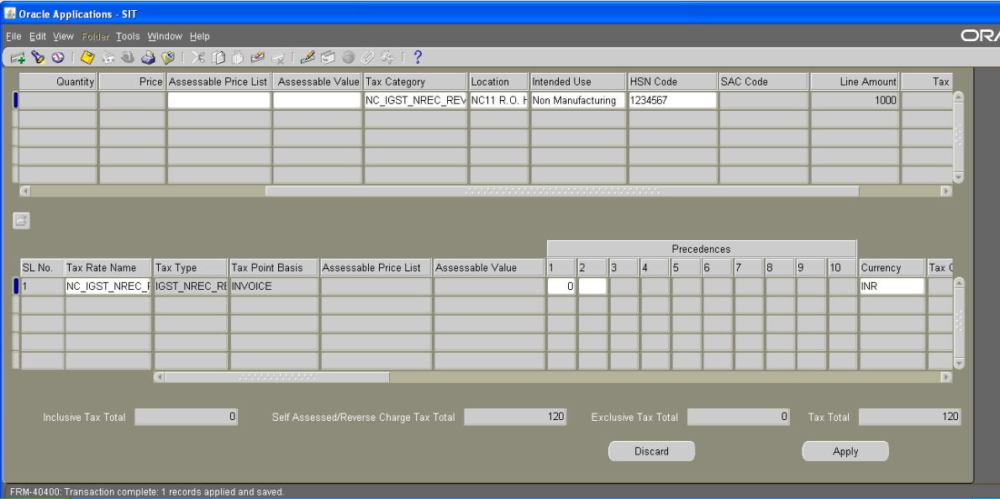 Oracle Applications - SIT
File Edit View Folder Tools Window Help
Quantity Price Assessable Price List Assessable Value Tax Category Location Intended Use HSN Code SAC Code Line Amount Tax
NC_IGST_NREC_REV NC11 R.O. H Non Manufacturing 1234567 1000
Precedences
SL No. Tax Rate Name Tax Type Tax Point Basis Assessable Price List Assessable Value 1 2 3 4 5 6 7 8 9 10 Currency Tax
1 NC_IGST_NREC_ IGST_NREC_RE INVOICE 0 INR
Inclusive Tax Total 0 Self Assessed/Reverse Charge Tax Total 120 Exclusive Tax Total 0 Tax Total 120
Discard Apply
FRM-40400: Transaction complete: 1 records applied and saved.